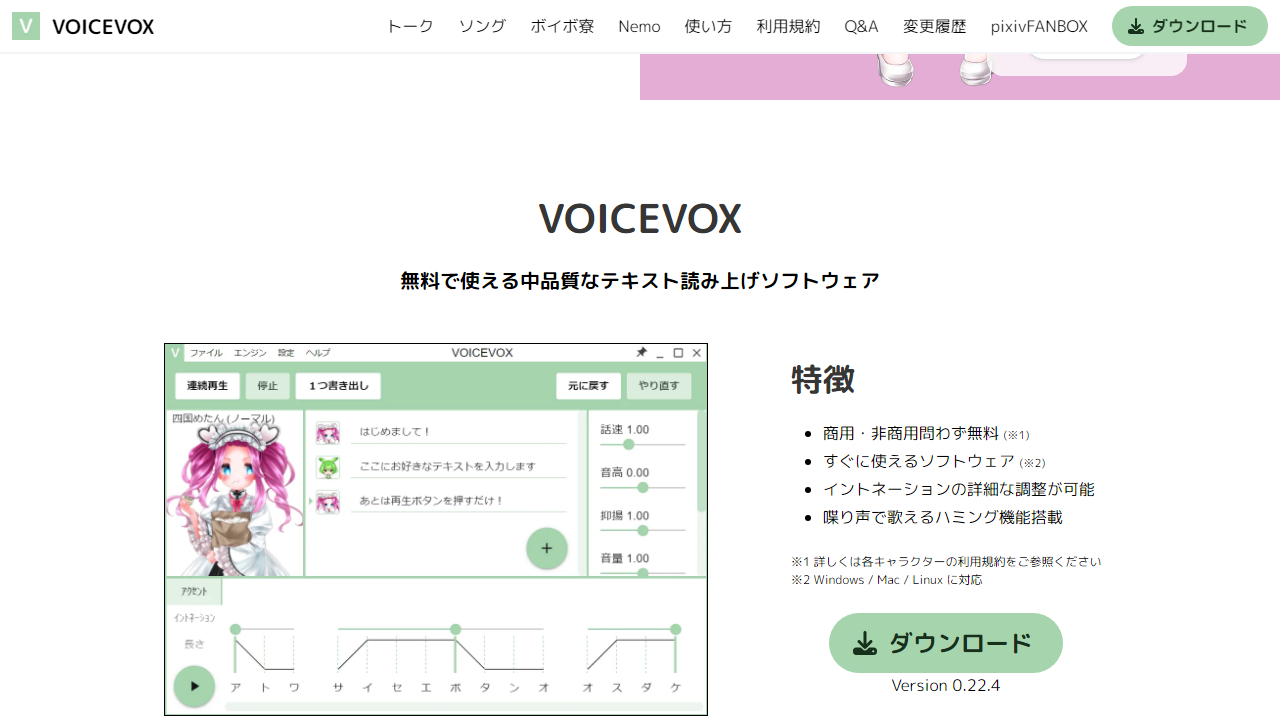 V VOICEVOX トーク ソング ボイボ寮 Nemo 使い方 利用規約 Q&A 変更履歴 pixivFANBOX ダウンロード
VOICEVOX
無料で使える中品質なテキスト読み上げソフトウェア
V ファイル エンジン 設定 ヘルプ VOICEVOX
連続再生 停止 1つ書き出し 元に戻す やり直す
四国めたん (ノーマル)
はじめまして！
ここにお好きなテキストを入力します
あとは再生ボタンを押すだけ！
話速 1.00
音高 0.00
抑揚 1.00
音量 1.00
アクセント
イントネーション
長さ
ア ト ワ サ イ セ エ ボ タ ン オ オ ス ダ ケ
特徴
• 商用・非商用問わず無料 (※1)
• すぐに使えるソフトウェア (※2)
• イントネーションの詳細な調整が可能
• 喋り声で歌えるハミング機能搭載
※1 詳しくは各キャラクターの利用規約をご参照ください
※2 Windows / Mac / Linux に対応
ダウンロード
Version 0.22.4